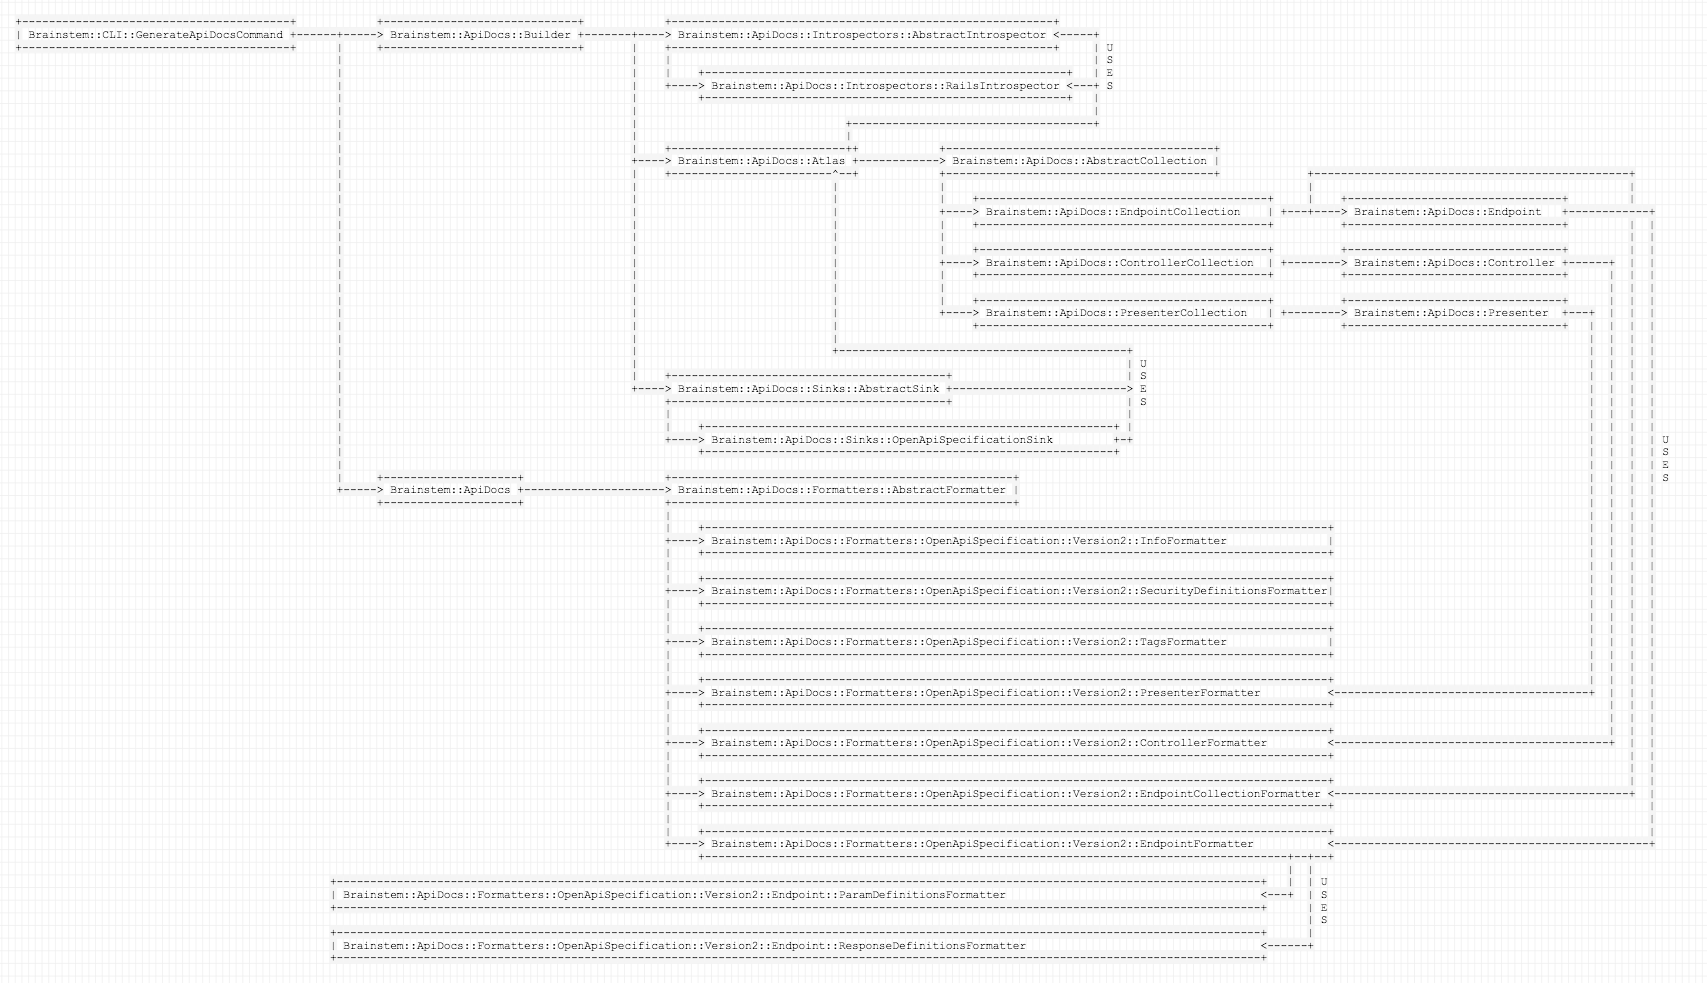 Brainstem::CLI::GenerateApiDocsCommand
Brainstem::ApiDocs::Builder
Brainstem::ApiDocs::Introspectors::AbstractIntrospector
USES
Brainstem::ApiDocs::Introspectors::RailsIntrospector
Brainstem::ApiDocs::Atlas
Brainstem::ApiDocs::AbstractCollection
Brainstem::ApiDocs::EndpointCollection
Brainstem::ApiDocs::Endpoint
Brainstem::ApiDocs::ControllerCollection
Brainstem::ApiDocs::Controller
Brainstem::ApiDocs::PresenterCollection
Brainstem::ApiDocs::Presenter
USES
Brainstem::ApiDocs::Sinks::AbstractSink
Brainstem::ApiDocs::Sinks::OpenApiSpecificationSink
USES
Brainstem::ApiDocs
Brainstem::ApiDocs::Formatters::AbstractFormatter
Brainstem::ApiDocs::Formatters::OpenApiSpecification::Version2::InfoFormatter
Brainstem::ApiDocs::Formatters::OpenApiSpecification::Version2::SecurityDefinitionsFormatter
Brainstem::ApiDocs::Formatters::OpenApiSpecification::Version2::TagsFormatter
Brainstem::ApiDocs::Formatters::OpenApiSpecification::Version2::PresenterFormatter
Brainstem::ApiDocs::Formatters::OpenApiSpecification::Version2::ControllerFormatter
Brainstem::ApiDocs::Formatters::OpenApiSpecification::Version2::EndpointCollectionFormatter
Brainstem::ApiDocs::Formatters::OpenApiSpecification::Version2::EndpointFormatter
USES
Brainstem::ApiDocs::Formatters::OpenApiSpecification::Version2::Endpoint::ParamDefinitionsFormatter
Brainstem::ApiDocs::Formatters::OpenApiSpecification::Version2::Endpoint::ResponseDefinitionsFormatter